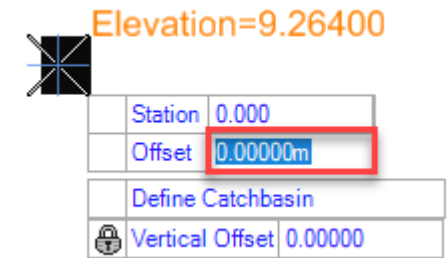 Elevation=9.26400
Station 0.000
Offset 0.00000m
Define Catchbasin
Vertical Offset 0.00000